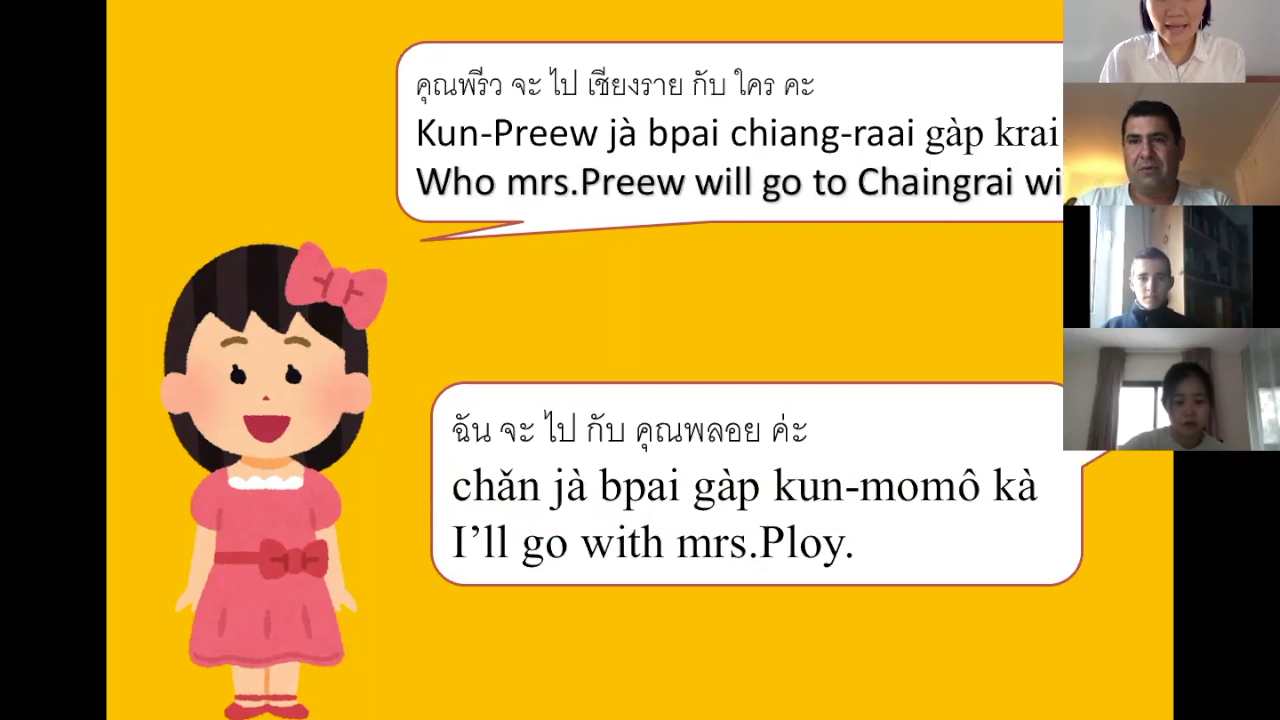 คุณพรีว จะ ไป เชียงราย กับ ใคร คะ
Kun-Preew jà bpai chiang-raai gàp krai
Who mrs.Preew will go to Chaingrai
ฉัน จะ ไป กับ คุณพลอย ค่ะ
chǎn jà bpai gàp kun-momô kà
I’ll go with mrs.Ploy.